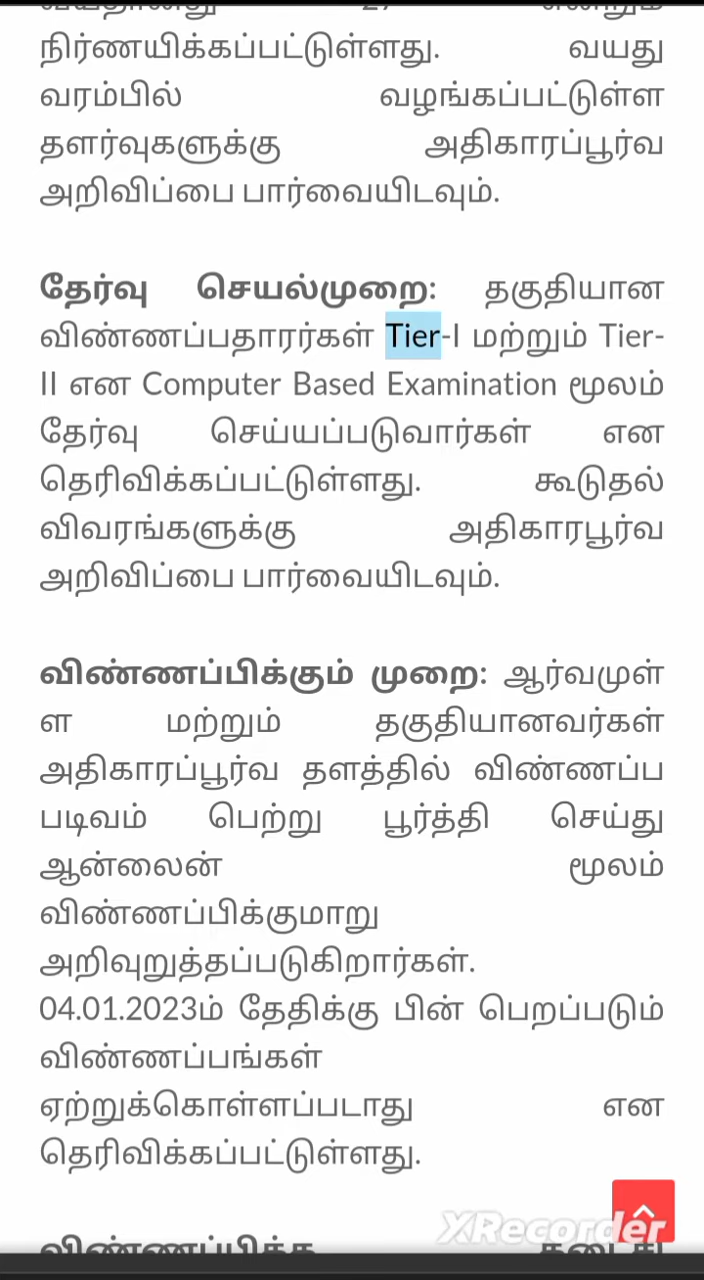 நிர்ணயிக்கப்பட்டுள்ளது. வயது
வரம்பில் வழங்கப்பட்டுள்ள
தளர்வுகளுக்கு அதிகாரப்பூர்வ
அறிவிப்பை பார்வையிடவும்.
தேர்வு செயல்முறை: தகுதியான
விண்ணப்பதாரர்கள் Tier-I மற்றும் Tier-
II என Computer Based Examination மூலம்
தேர்வு செய்யப்படுவார்கள் என
தெரிவிக்கப்பட்டுள்ளது. கூடுதல்
விவரங்களுக்கு அதிகாரபூர்வ
அறிவிப்பை பார்வையிடவும்.
விண்ணப்பிக்கும் முறை: ஆர்வமுள்
ள மற்றும் தகுதியானவர்கள்
அதிகாரப்பூர்வ தளத்தில் விண்ணப்ப
படிவம் பெற்று பூர்த்தி செய்து
ஆன்லைன் மூலம்
விண்ணப்பிக்குமாறு
அறிவுறுத்தப்படுகிறார்கள்.
04.01.2023ம் தேதிக்கு பின் பெறப்படும்
விண்ணப்பங்கள்
ஏற்றுக்கொள்ளப்படாது என
தெரிவிக்கப்பட்டுள்ளது.
XRecorder